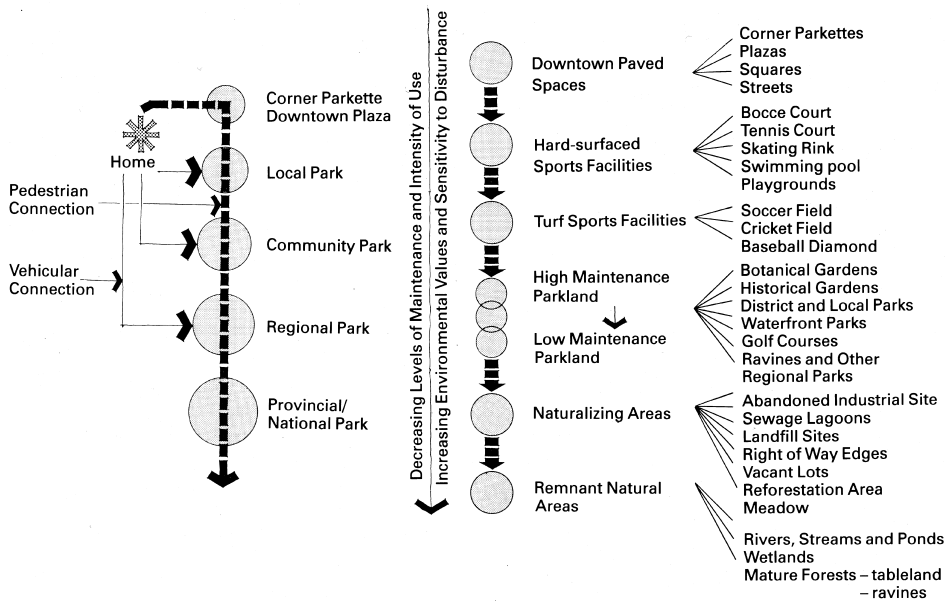 Corner Parkette
Downtown Plaza
Home
Local Park
Pedestrian
Connection
Community Park
Vehicular
Connection
Regional Park
Provincial/
National Park
Decreasing Levels of Maintenance and Intensity of Use
Increasing Environmental Values and Sensitivity to Disturbance
Downtown Paved
Spaces
Corner Parkettes
Plazas
Squares
Streets
Hard-surfaced
Sports Facilities
Bocce Court
Tennis Court
Skating Rink
Swimming pool
Playgrounds
Turf Sports Facilities
Soccer Field
Cricket Field
Baseball Diamond
High Maintenance
Parkland
Low Maintenance
Parkland
Botanical Gardens
Historical Gardens
District and Local Parks
Waterfront Parks
Golf Courses
Ravines and Other
Regional Parks
Naturalizing Areas
Abandoned Industrial Site
Sewage Lagoons
Landfill Sites
Right of Way Edges
Vacant Lots
Reforestation Area
Meadow
Remnant Natural
Areas
Rivers, Streams and Ponds
Wetlands
Mature Forests – tableland
– ravines